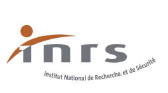 inrs
Institut National de Recherche et de Sécurité